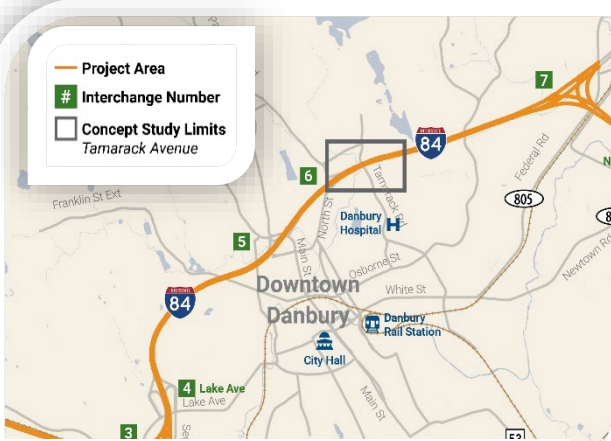 Project Area
# Interchange Number
Concept Study Limits
Tamarack Avenue
7
84
Federal Rd
805
6
Tamarack Rd
Franklin St Ext
North St
Danbury
Hospital H
Newtown Rd
5
Main St
Osborne St
84
Downtown
Danbury
White St
Danbury
Rail Station
City Hall
4 Lake Ave
Lake Ave
Main St
3
53